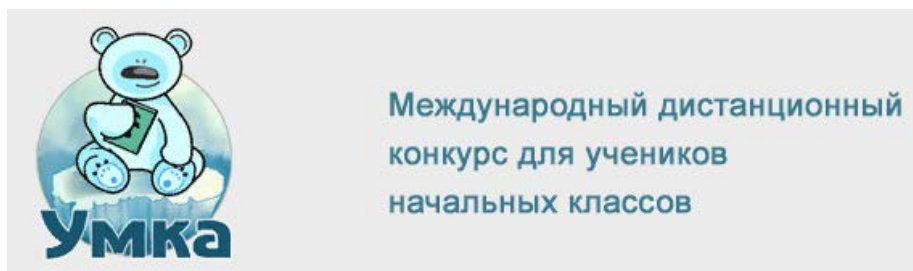 Международный дистанционный
конкурс для учеников
начальных классов
Умка